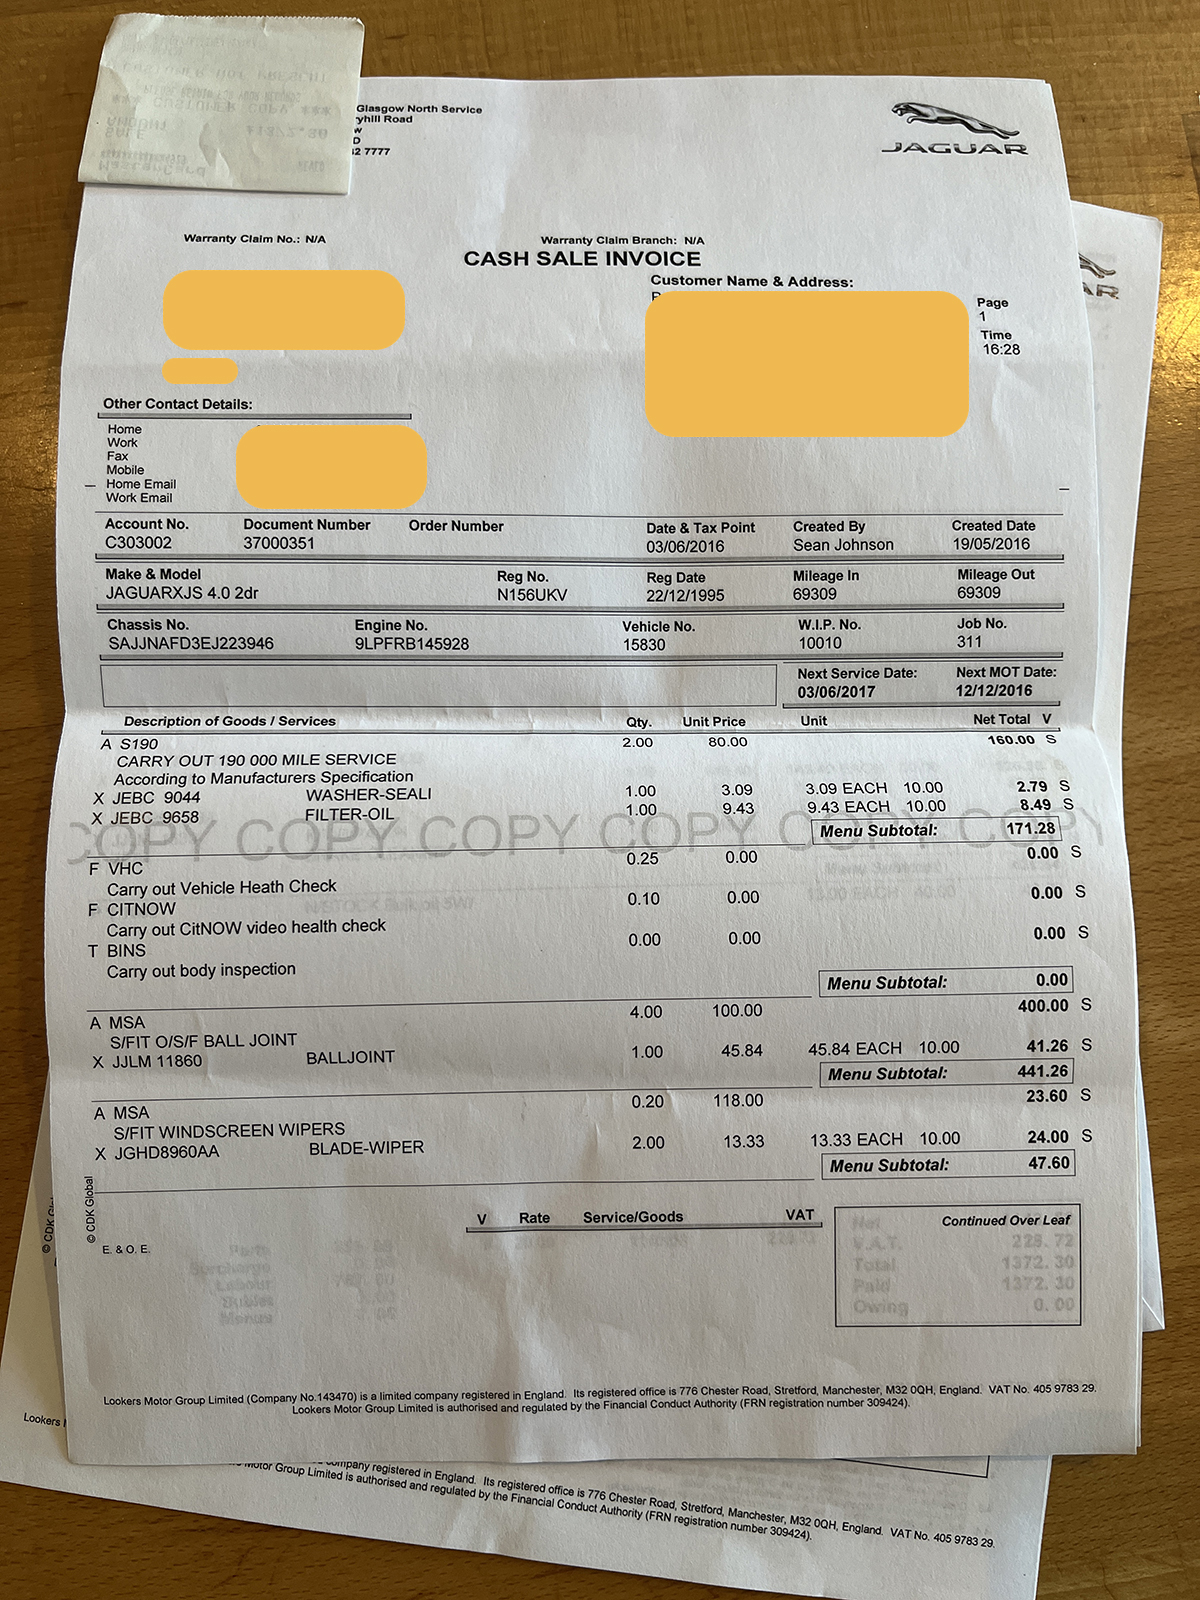 Glasgow North Service
yhill Road
w
D
2 7777
JAGUAR
Warranty Claim No.: N/A
Warranty Claim Branch: N/A
CASH SALE INVOICE
Customer Name & Address:
Page
1
Time
16:28
Other Contact Details:
Home
Work
Fax
Mobile
Home Email
Work Email
Account No. Document Number Order Number Date & Tax Point Created By Created Date
C303002 37000351 03/06/2016 Sean Johnson 19/05/2016
Make & Model Reg No. Reg Date Mileage In Mileage Out
JAGUARXJS 4.0 2dr N156UKV 22/12/1995 69309 69309
Chassis No. Engine No. Vehicle No. W.I.P. No. Job No.
SAJJNAFD3EJ223946 9LPFRB145928 15830 10010 311
Next Service Date: Next MOT Date:
03/06/2017 12/12/2016
Description of Goods / Services Qty. Unit Price Unit Net Total V
A S190 2.00 80.00 160.00 S
CARRY OUT 190 000 MILE SERVICE
According to Manufacturers Specification
X JEBC 9044 WASHER-SEALI 1.00 3.09 3.09 EACH 10.00 2.79 S
X JEBC 9658 FILTER-OIL 1.00 9.43 9.43 EACH 10.00 8.49 S
Menu Subtotal: 171.28
COPY COPY COPY COPY COPY COPY
F VHC 0.25 0.00 0.00 S
Carry out Vehicle Heath Check
F CITNOW 0.10 0.00 0.00 S
Carry out CitNOW video health check
T BINS 0.00 0.00 0.00 S
Carry out body inspection
Menu Subtotal: 0.00
A MSA 4.00 100.00 400.00 S
S/FIT O/S/F BALL JOINT
X JJLM 11860 BALLJOINT 1.00 45.84 45.84 EACH 10.00 41.26 S
Menu Subtotal: 441.26
A MSA 0.20 118.00 23.60 S
S/FIT WINDSCREEN WIPERS
X JGHD8960AA BLADE-WIPER 2.00 13.33 13.33 EACH 10.00 24.00 S
Menu Subtotal: 47.60
© CDK Global
V Rate Service/Goods VAT
Continued Over Leaf
E. & O. E.
Net
V.A.T. 228.72
Total 1372.30
Paid 1372.30
Owing 0.00
Lookers Motor Group Limited (Company No.143470) is a limited company registered in England. Its registered office is 776 Chester Road, Stretford, Manchester, M32 0QH, England. VAT No. 405 9783 29.
Lookers Motor Group Limited is authorised and regulated by the Financial Conduct Authority (FRN registration number 309424).
© CDK
Lookers
company registered in England. Its registered office is 776 Chester Road, Stretford, Manchester, M32 0QH, England. VAT No. 405 9783 29.
Motor Group Limited is authorised and regulated by the Financial Conduct Authority (FRN registration number 309424).